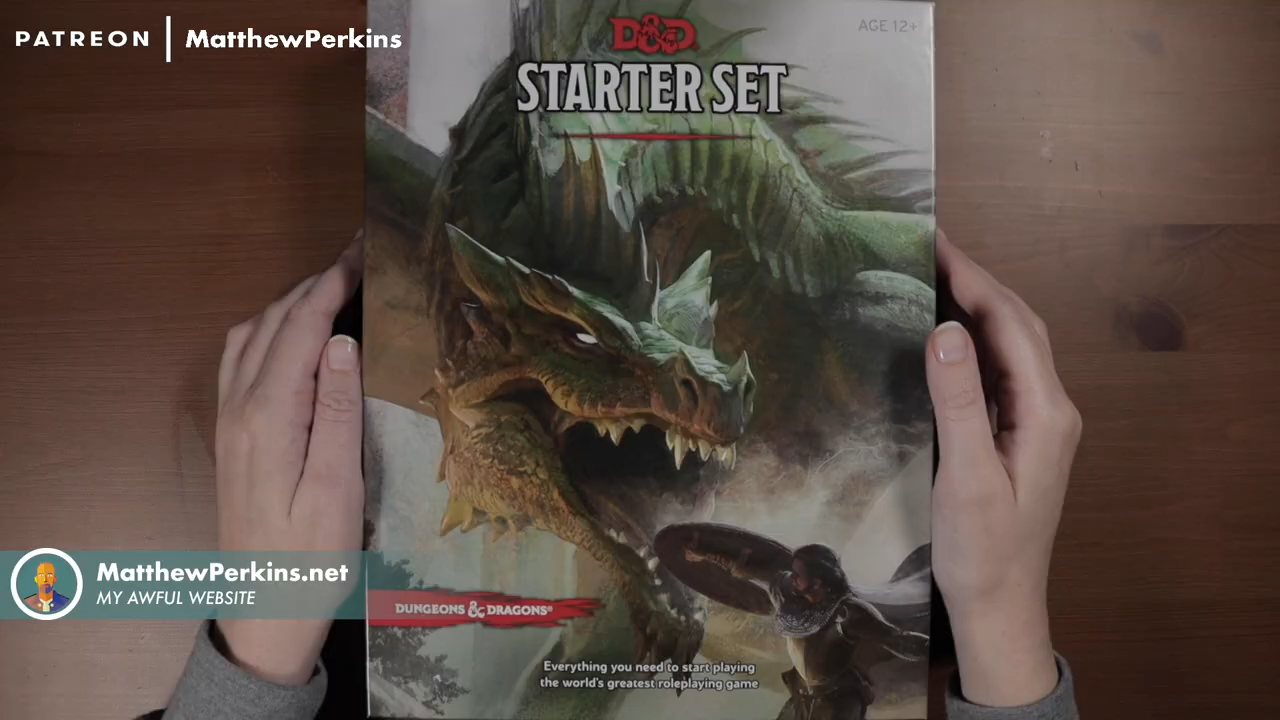 PATREON | MatthewPerkins
AGE 12+
D&D
STARTER SET
MatthewPerkins.net
MY AWFUL WEBSITE
DUNGEONS & DRAGONS®
Everything you need to start playing
the world's greatest roleplaying game